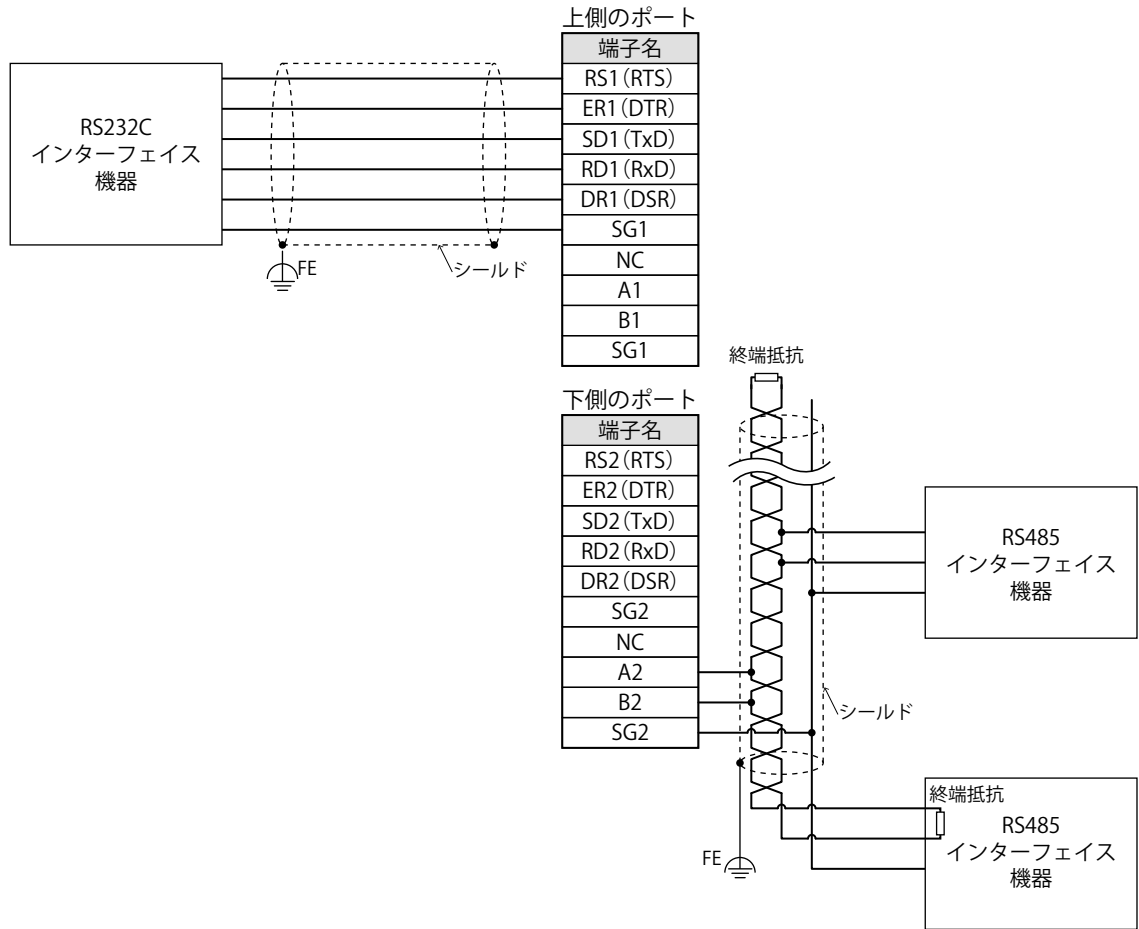 上側のポート
端子名
RS1(RTS)
ER1(DTR)
SD1(TxD)
RD1(RxD)
DR1(DSR)
SG1
NC
A1
B1
SG1
RS232C
インターフェイス
機器
FE
シールド
終端抵抗
下側のポート
端子名
RS2(RTS)
ER2(DTR)
SD2(TxD)
RD2(RxD)
DR2(DSR)
SG2
NC
A2
B2
SG2
RS485
インターフェイス
機器
シールド
終端抵抗
RS485
インターフェイス
機器
FE